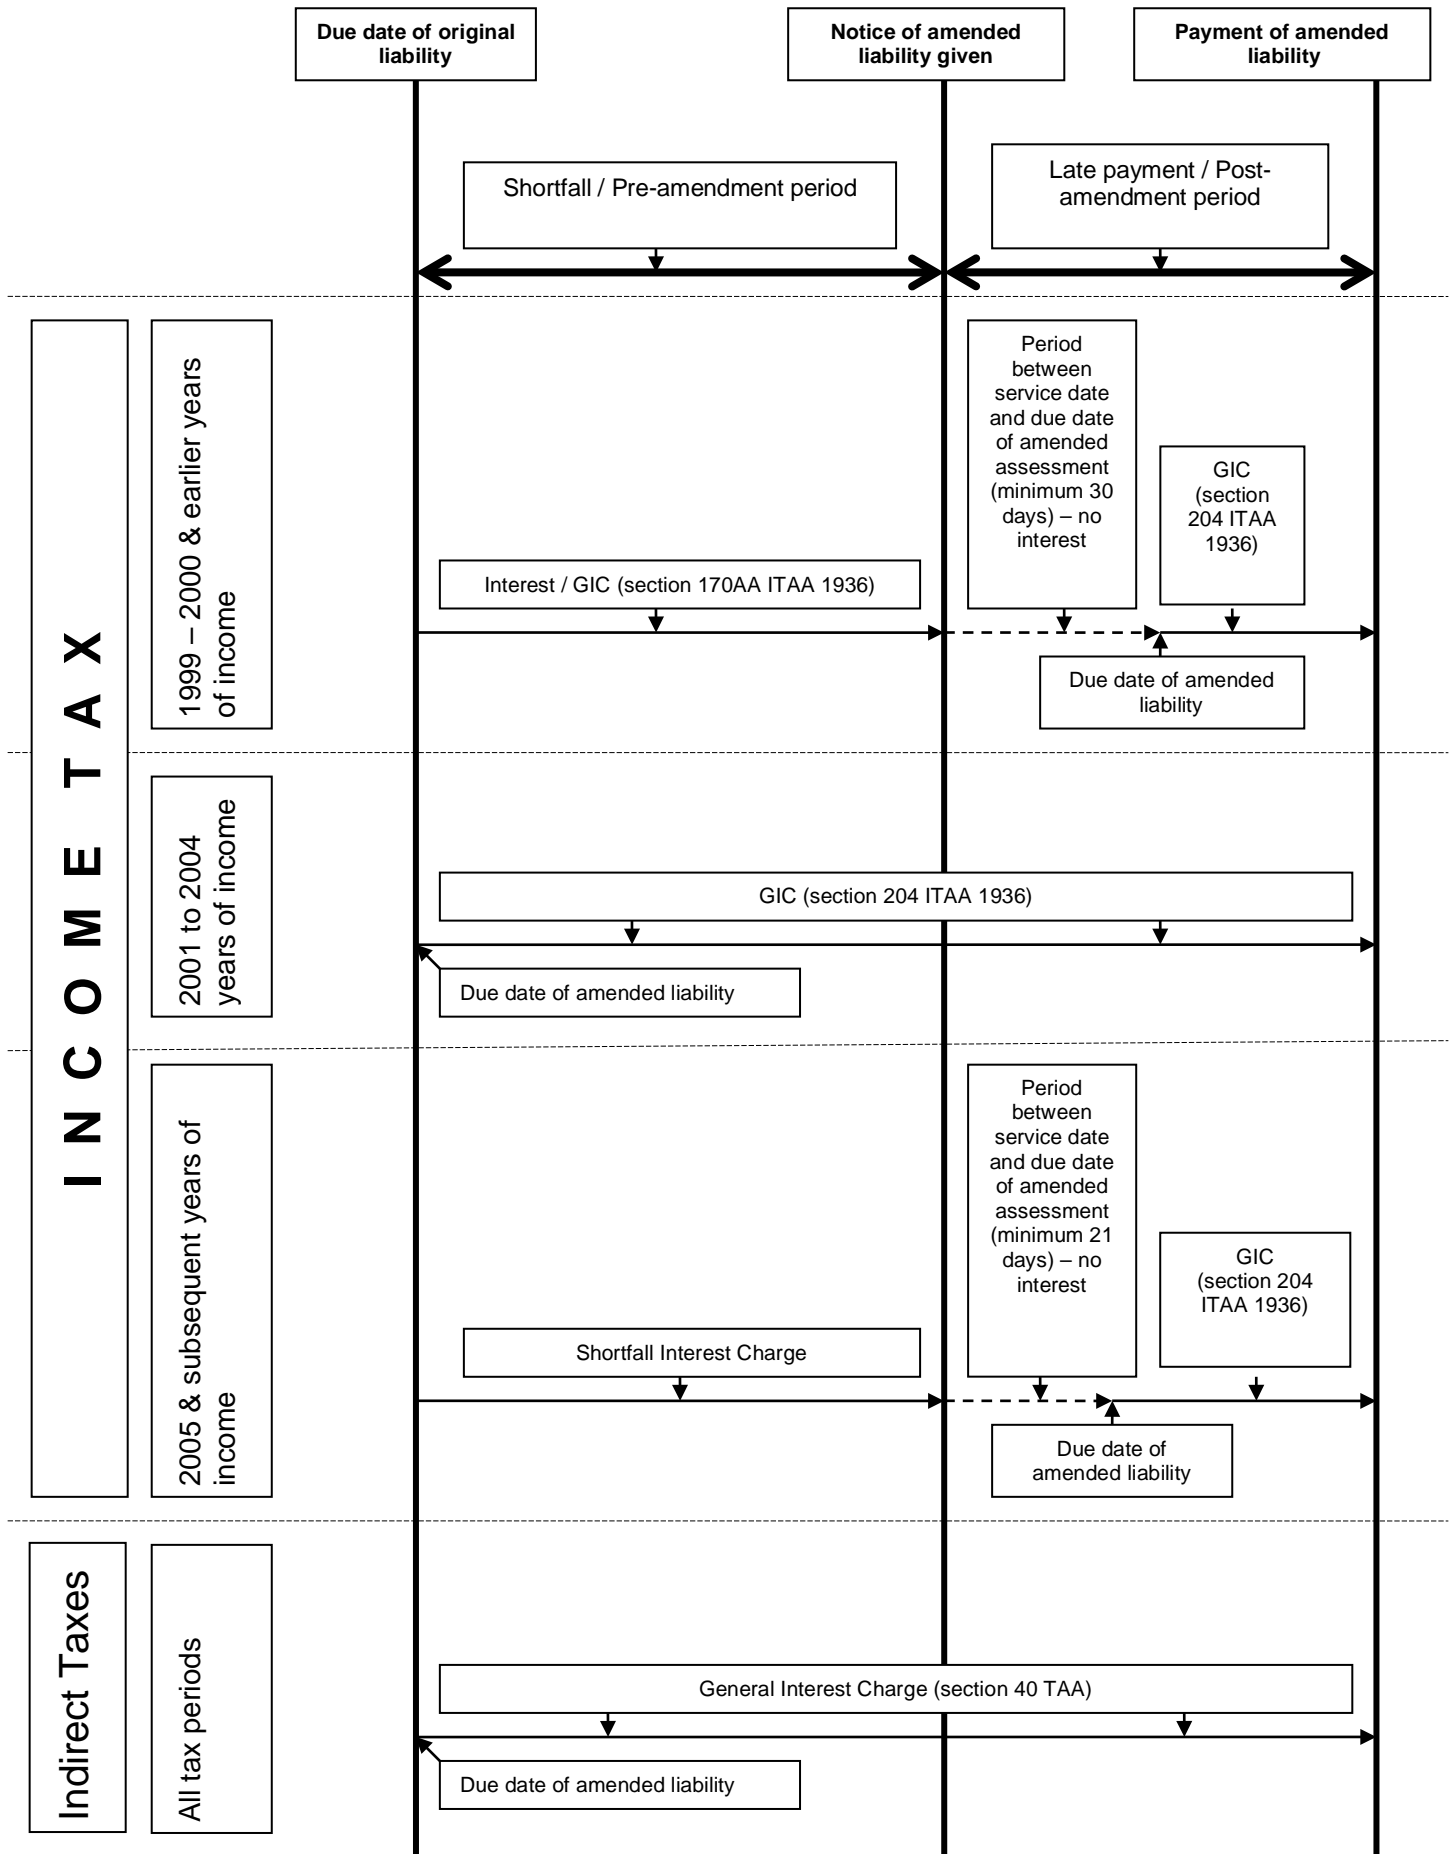 Due date of original
liability
Notice of amended
liability given
Payment of amended
liability
Shortfall / Pre-amendment period
Late payment / Post-
amendment period
INCOME TAX
1999 – 2000 & earlier years
of income
Interest / GIC (section 170AA ITAA 1936)
Period
between
service date
and due date
of amended
assessment
(minimum 30
days) – no
interest
GIC
(section
204 ITAA
1936)
Due date of amended
liability
2001 to 2004
years of income
GIC (section 204 ITAA 1936)
Due date of amended liability
2005 & subsequent years of
income
Shortfall Interest Charge
Period
between
service date
and due date
of amended
assessment
(minimum 21
days) – no
interest
GIC
(section 204
ITAA 1936)
Due date of
amended liability
Indirect Taxes
All tax periods
General Interest Charge (section 40 TAA)
Due date of amended liability